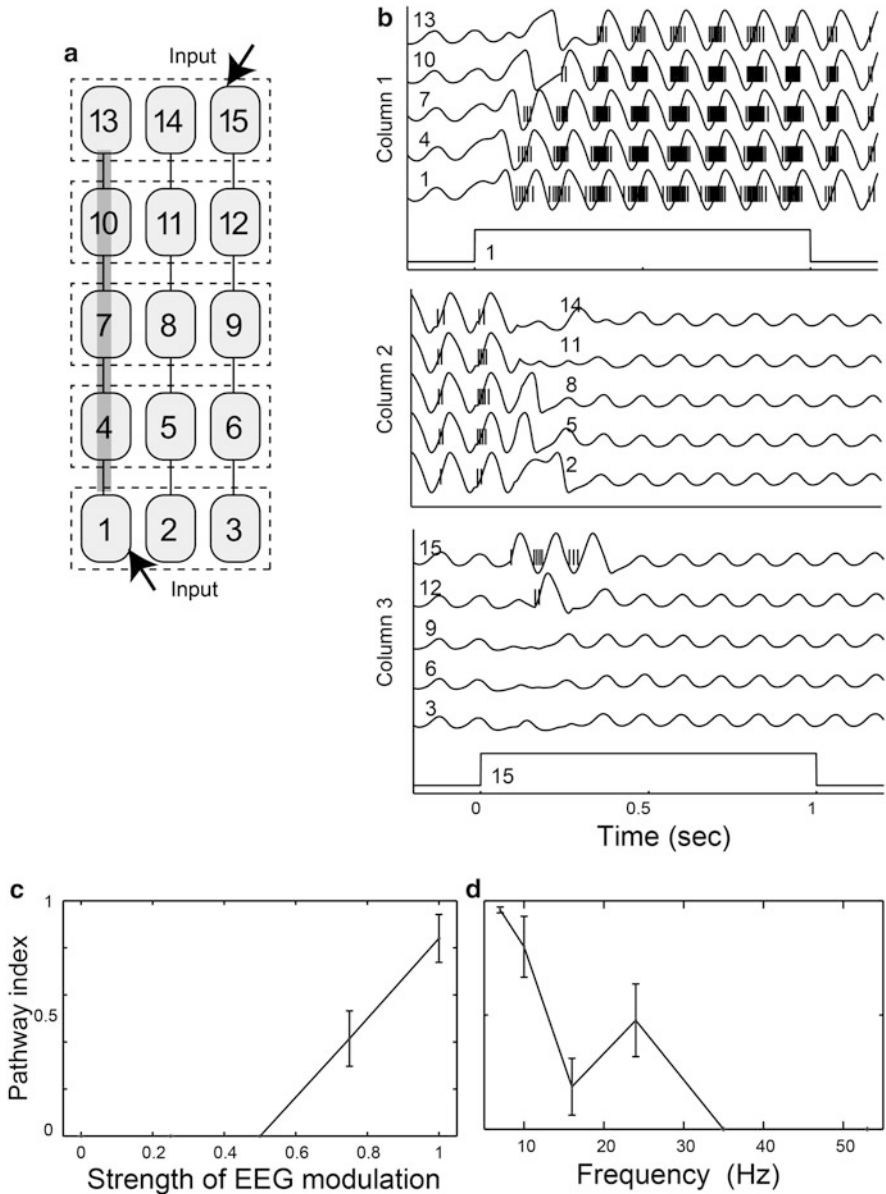 a
Input
13 14 15
10 11 12
7 8 9
4 5 6
1 2 3
Input
b
Column 1
13
10
7
4
1
1
Column 2
14
11
8
5
2
Column 3
15
12
9
6
3
15
0 0.5 1
Time (sec)
c
Pathway index
1
0.5
0
0 0.2 0.4 0.6 0.8 1
Strength of EEG modulation
d
10 20 30 40 50
Frequency (Hz)